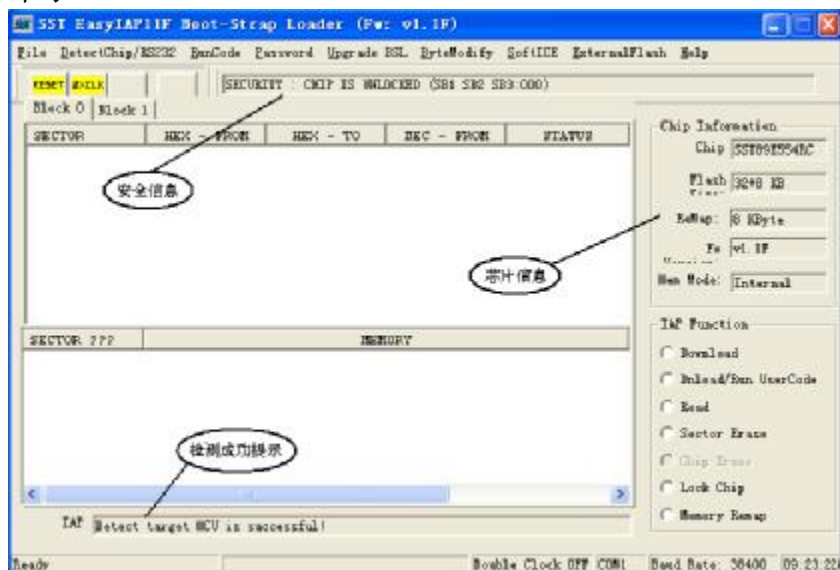 SST EasyIAP11F Boot-Strap Loader (Fw: v1.1F)
File DetectChip/RS232 RunCode Password Upgrade BSL ByteModify SoftICE ExternalFlash Help
RESET
SECURITY : CHIP IS UNLOCKED (SB1 SB2 SB3:000)
Block 0 Block 1
SECTOR HEX - FROM HEX - TO DEC - FROM STATUS
安全信息
芯片信息
Chip Information
Chip SST89E554RC
Flash 32+8 KB
ReMap: 8 KByte
Fw v1.1F
Mem Mode: Internal
SECTOR ??? MEMORY
检测成功提示
IAP Function
Download
Dnload/Run UserCode
Read
Sector Erase
Chip Erase
Lock Chip
Memory Remap
IAP Detect target MCU is successful!
Ready Double Clock OFF COM1 Baud Rate: 38400 09:23:23